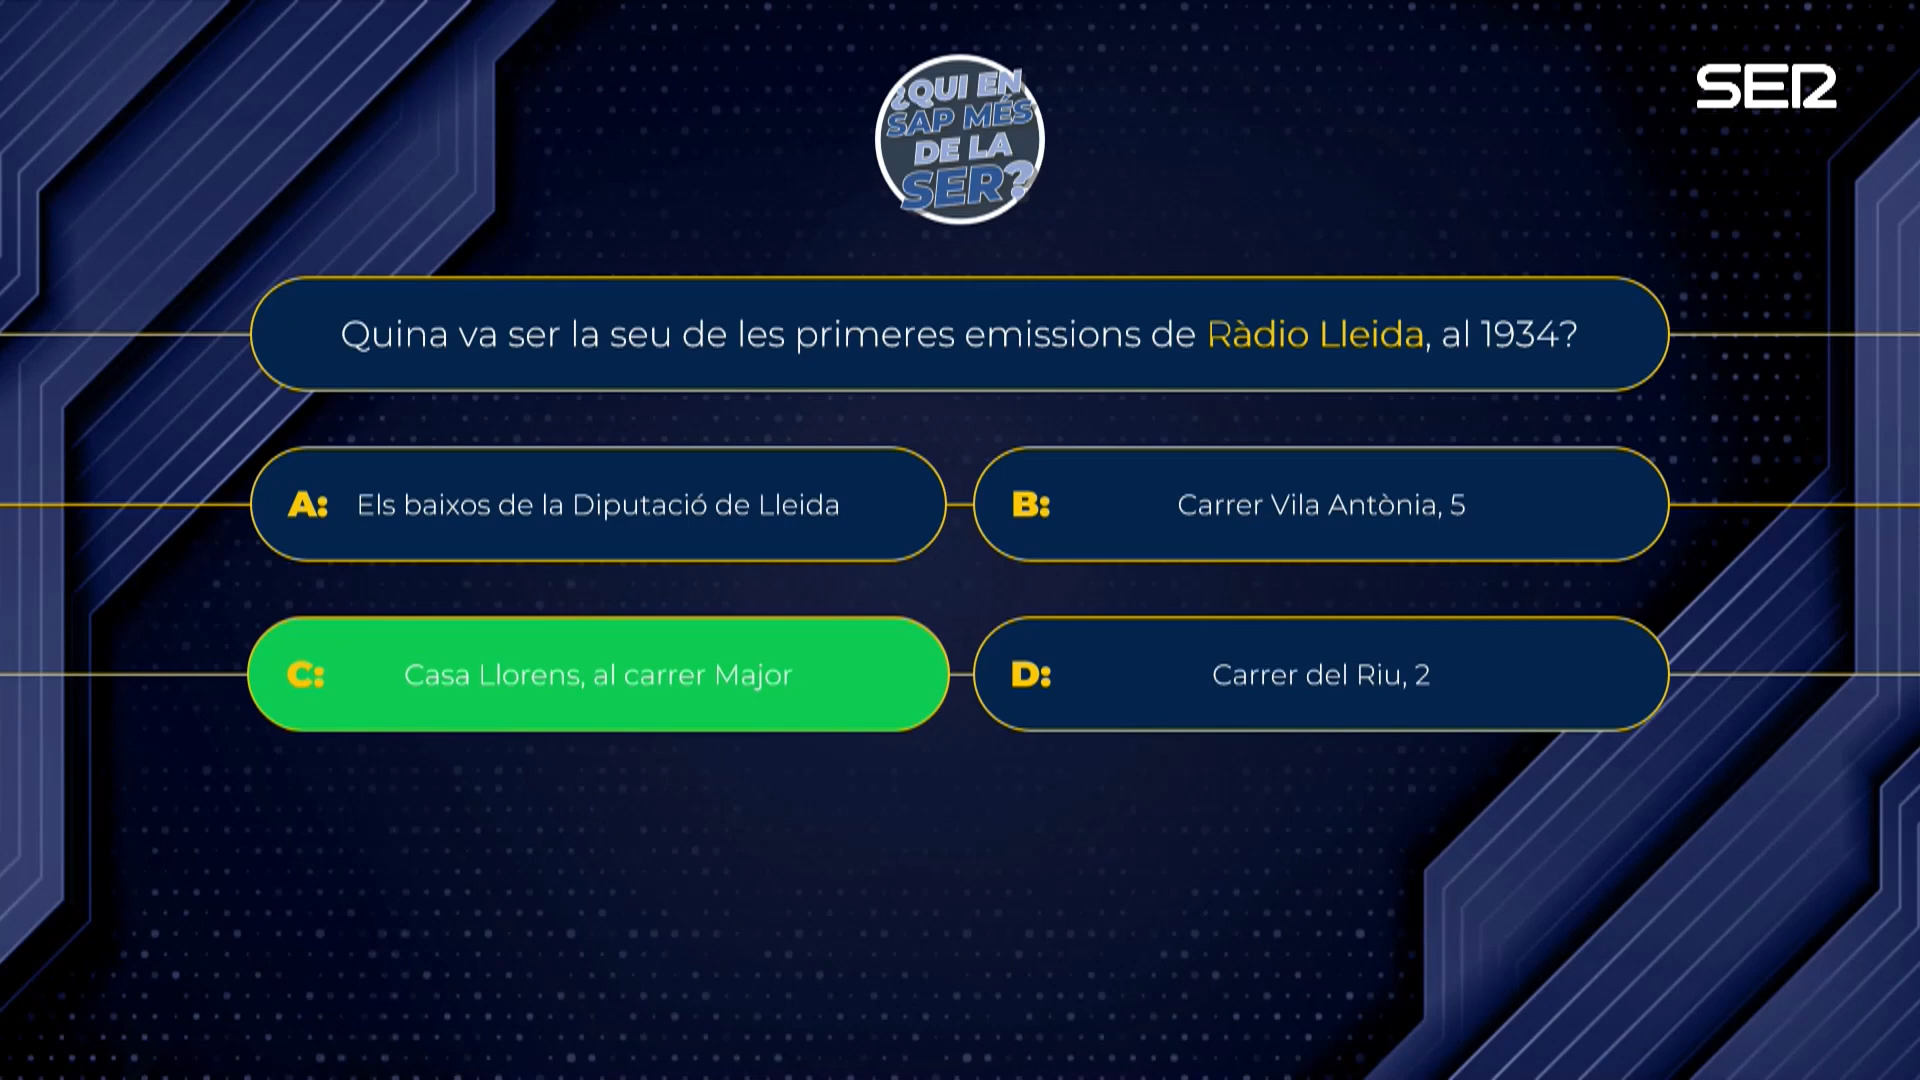 ¿QUI EN
SAP MÉS
DE LA
SER?
SER
Quina va ser la seu de les primeres emissions de Ràdio Lleida, al 1934?
A: Els baixos de la Diputació de Lleida
B: Carrer Vila Antònia, 5
C: Casa Llorens, al carrer Major
D: Carrer del Riu, 2